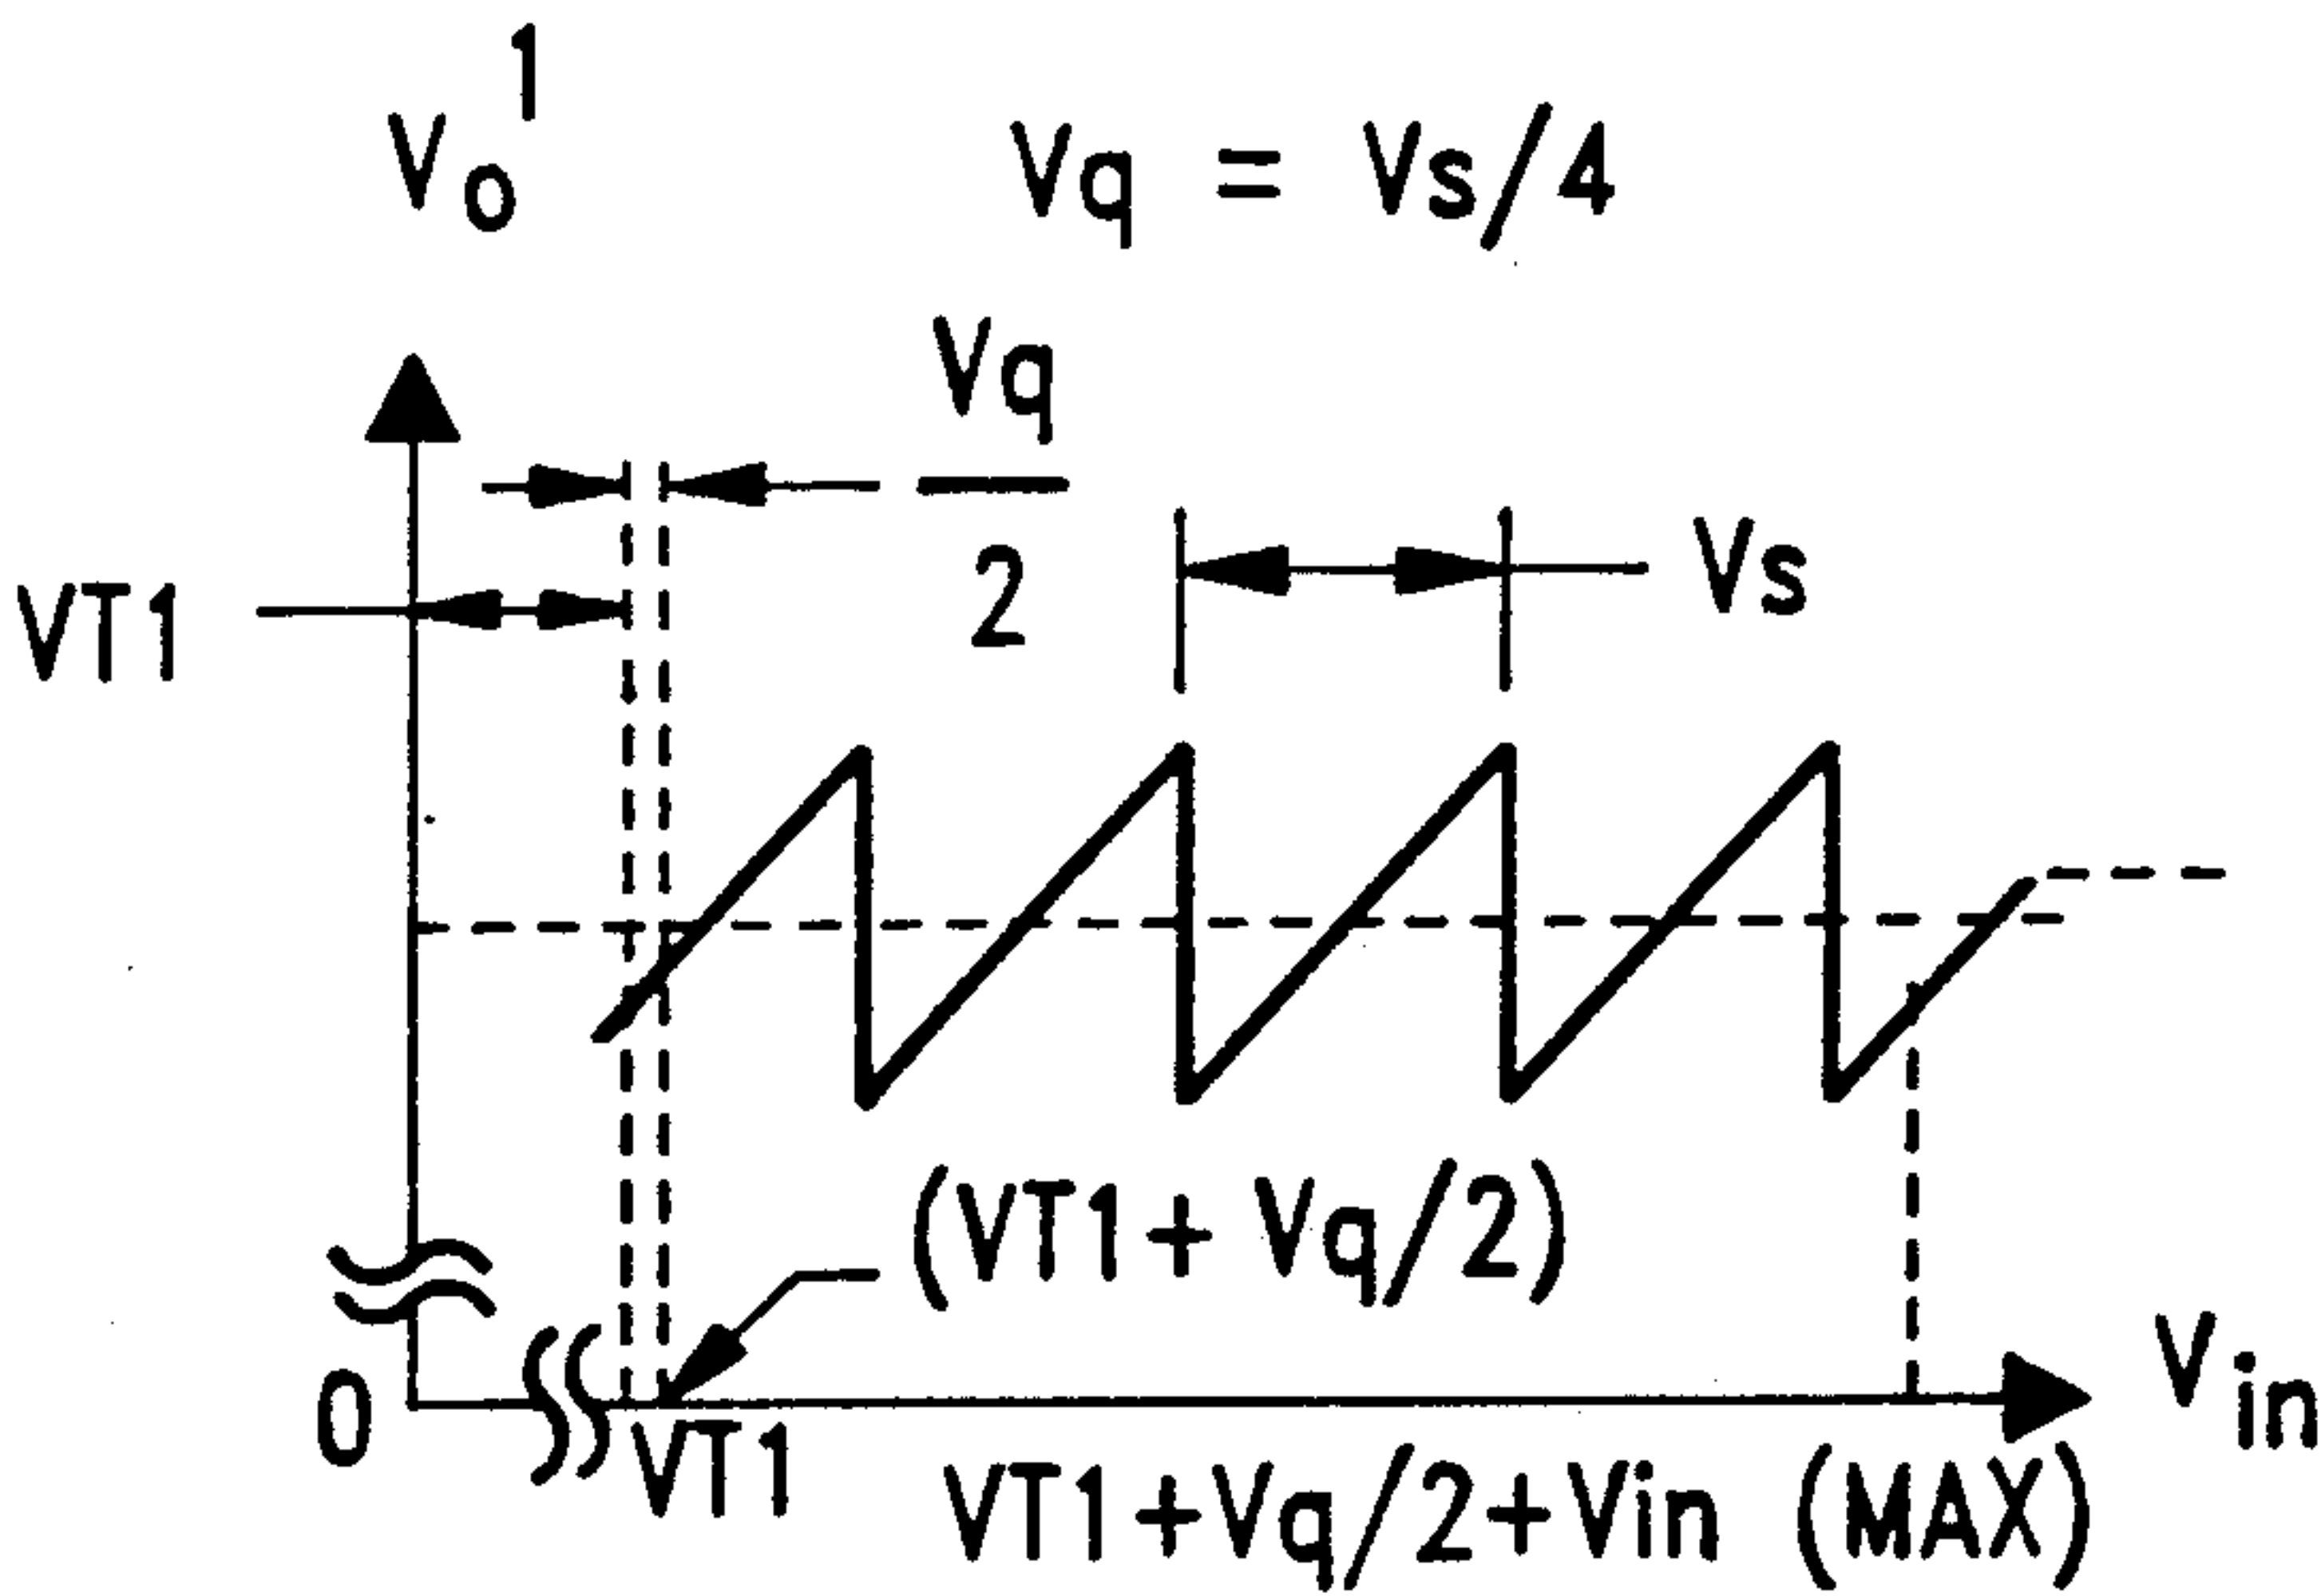 Vo1
Vq = Vs/4
Vq
2
Vs
VT1
(VT1+ Vq/2)
0
VT1
Vin
VT1+Vq/2+Vin (MAX)